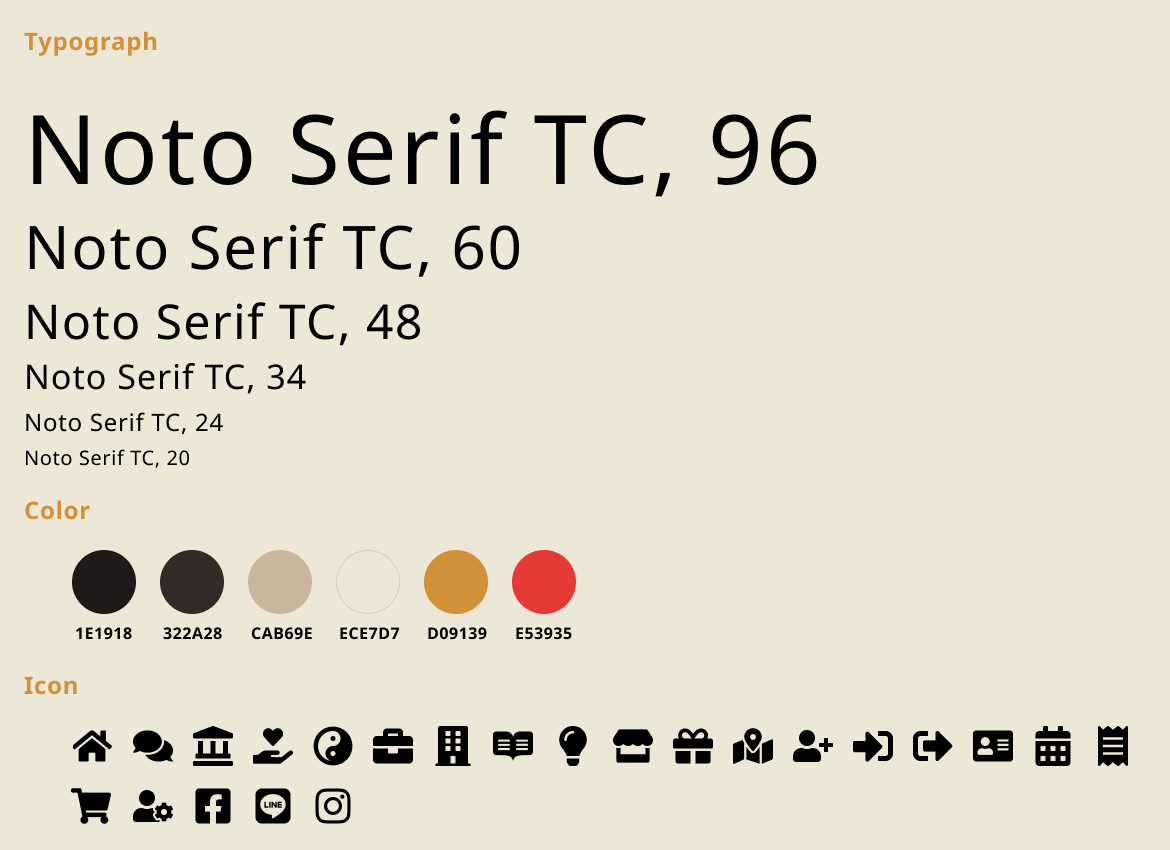 Typograph
Noto Serif TC, 96
Noto Serif TC, 60
Noto Serif TC, 48
Noto Serif TC, 34
Noto Serif TC, 24
Noto Serif TC, 20
Color
1E1918 322A28 CAB69E ECE7D7 D09139 E53935
Icon
LINE